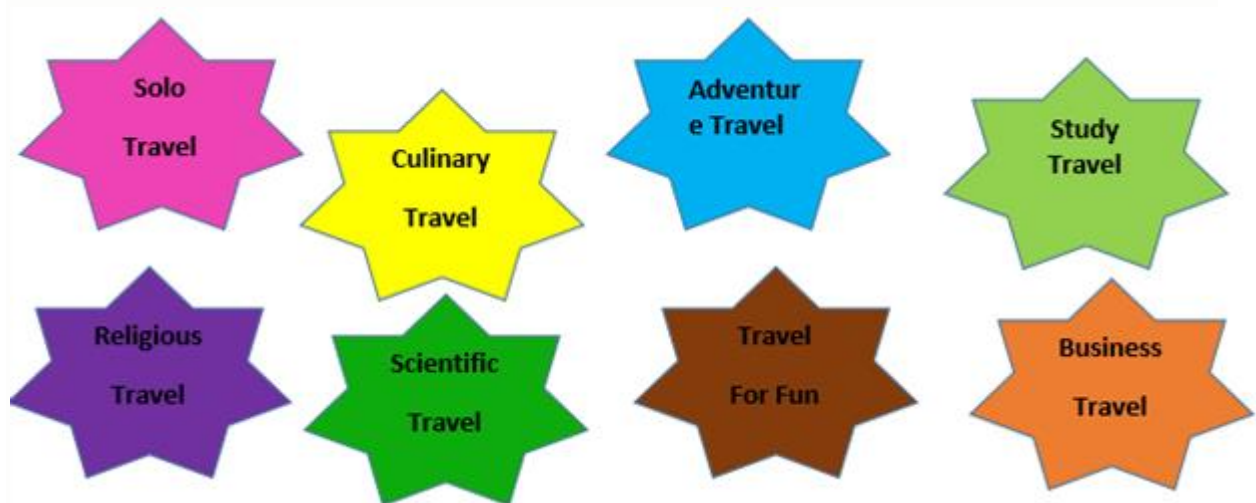 Solo
Travel
Culinary
Travel
Adventur
e Travel
Study
Travel
Religious
Travel
Scientific
Travel
Travel
For Fun
Business
Travel